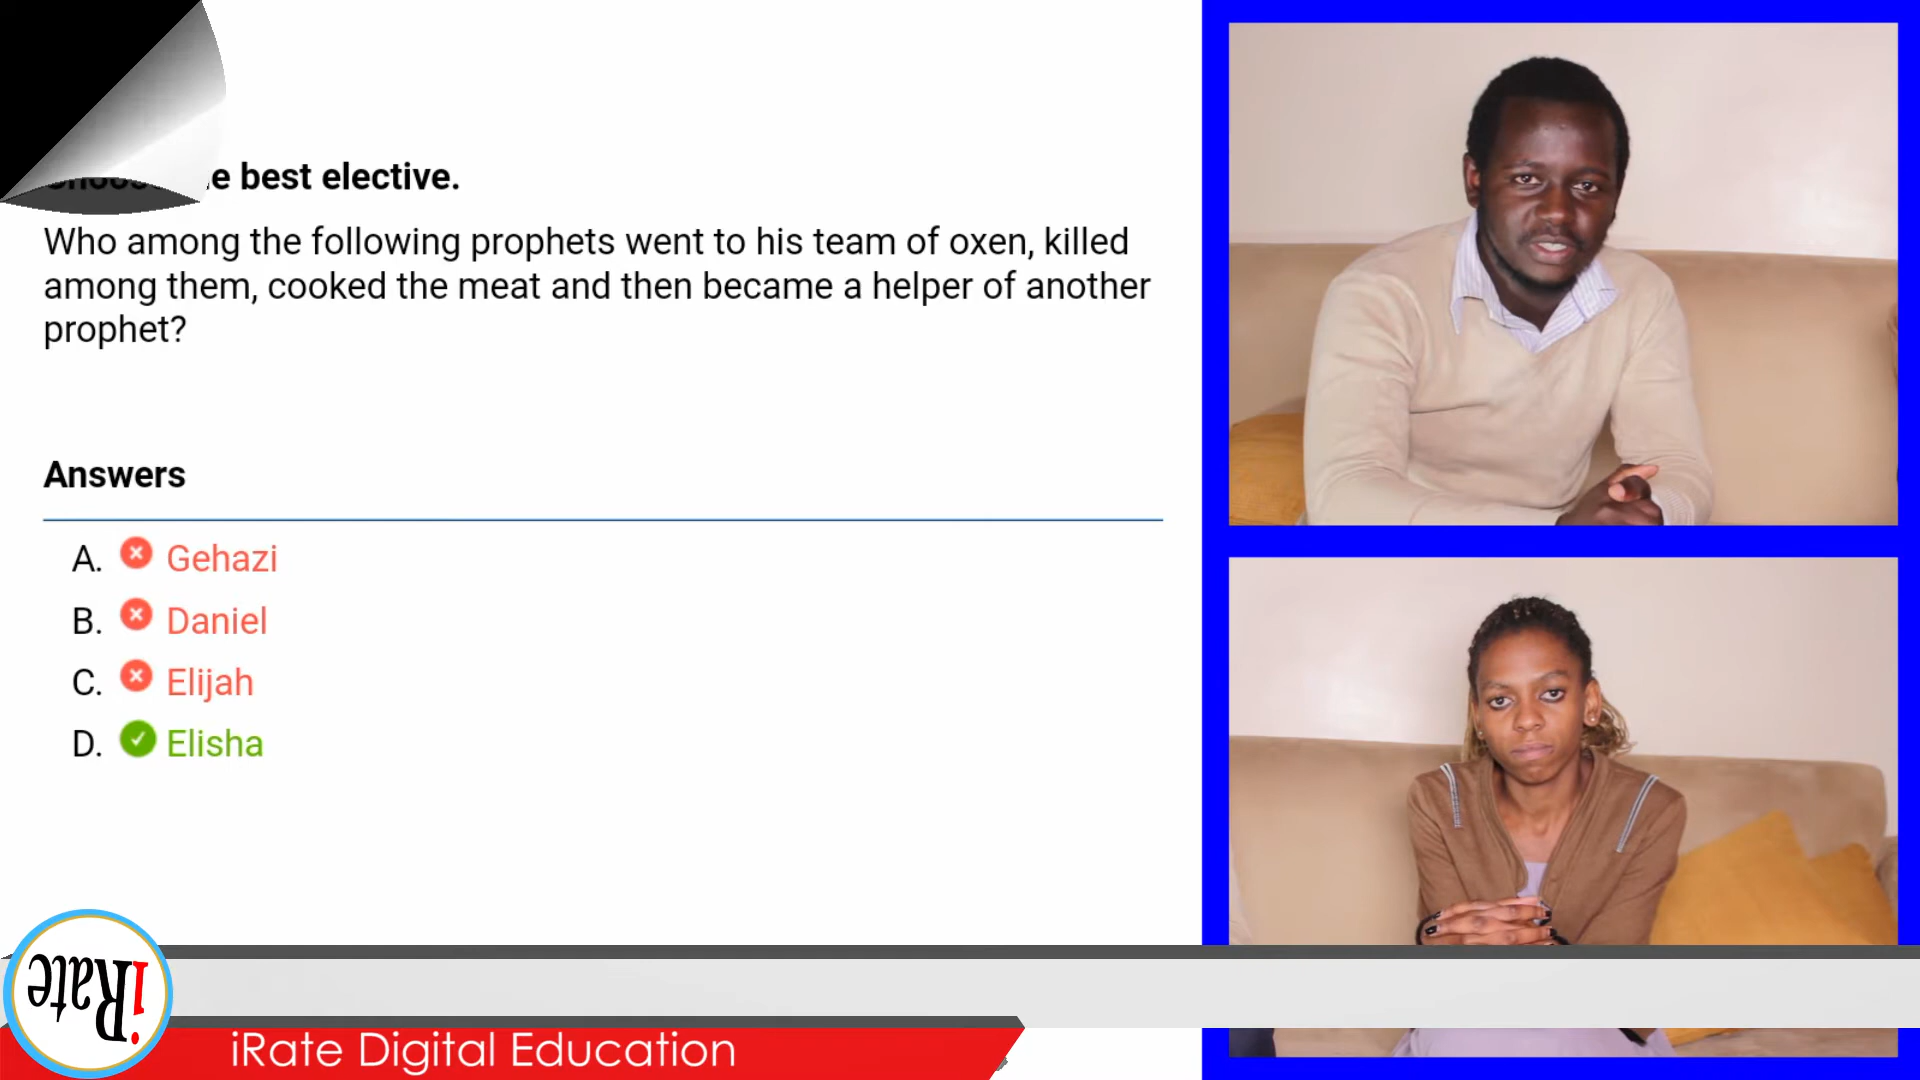 e best elective.
Who among the following prophets went to his team of oxen, killed
among them, cooked the meat and then became a helper of another
prophet?
Answers
A. Gehazi
B. Daniel
C. Elijah
D. Elisha
iRate
iRate Digital Education